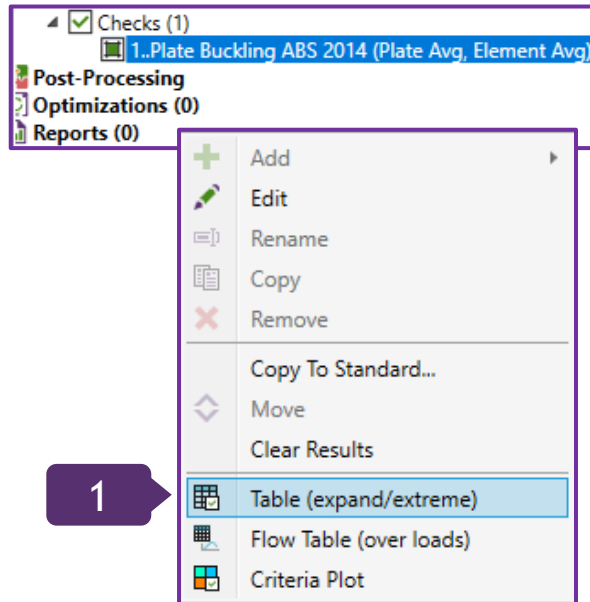 Checks (1)
1..Plate Buckling ABS 2014 (Plate Avg, Element Avg)
Post-Processing
Optimizations (0)
Reports (0)
Add
Edit
Rename
Copy
Remove
Copy To Standard...
Move
Clear Results
1
Table (expand/extreme)
Flow Table (over loads)
Criteria Plot